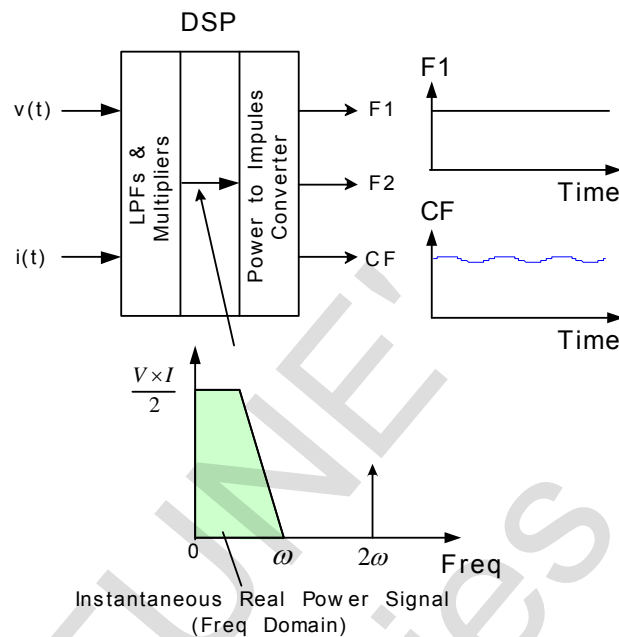 DSP
v(t)
i(t)
LPFs &
Multipliers
Power to Impules
Converter
F1
F2
CF
F1
Time
CF
Time
V×I
2
0
ω
2ω
Freq
Instantaneous Real Power Signal
(Freq Domain)